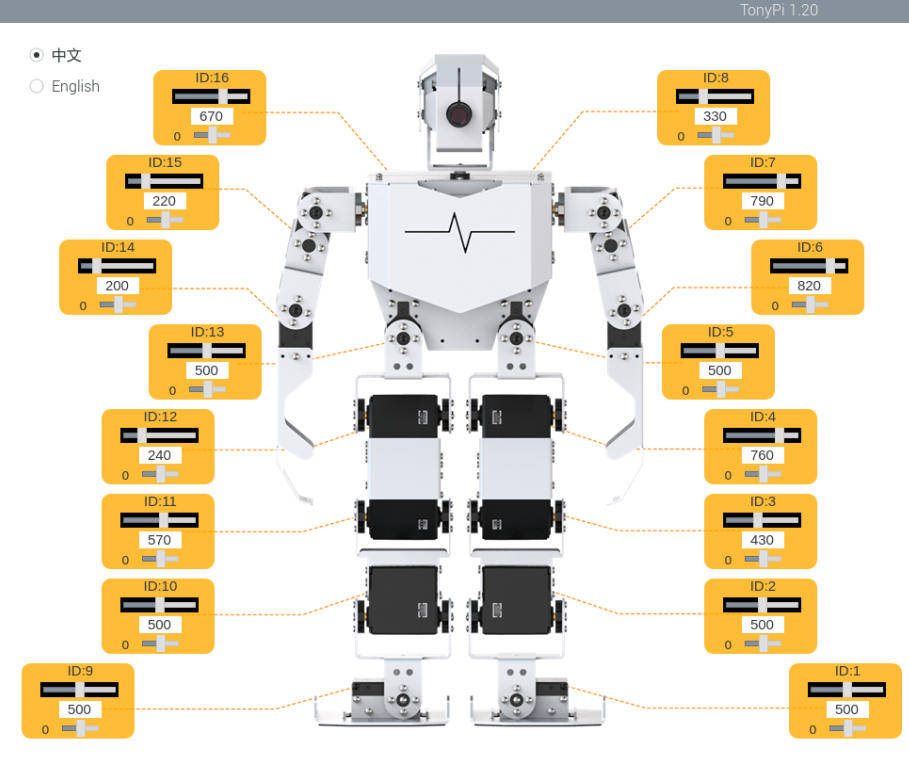 TonyPi 1.20
中文
English
ID:16
670
0
ID:8
330
0
ID:15
220
0
ID:7
790
0
ID:14
200
0
ID:6
820
0
ID:13
500
0
ID:5
500
0
ID:12
240
0
ID:4
760
0
ID:11
570
0
ID:3
430
0
ID:10
500
0
ID:2
500
0
ID:9
500
0
ID:1
500
0